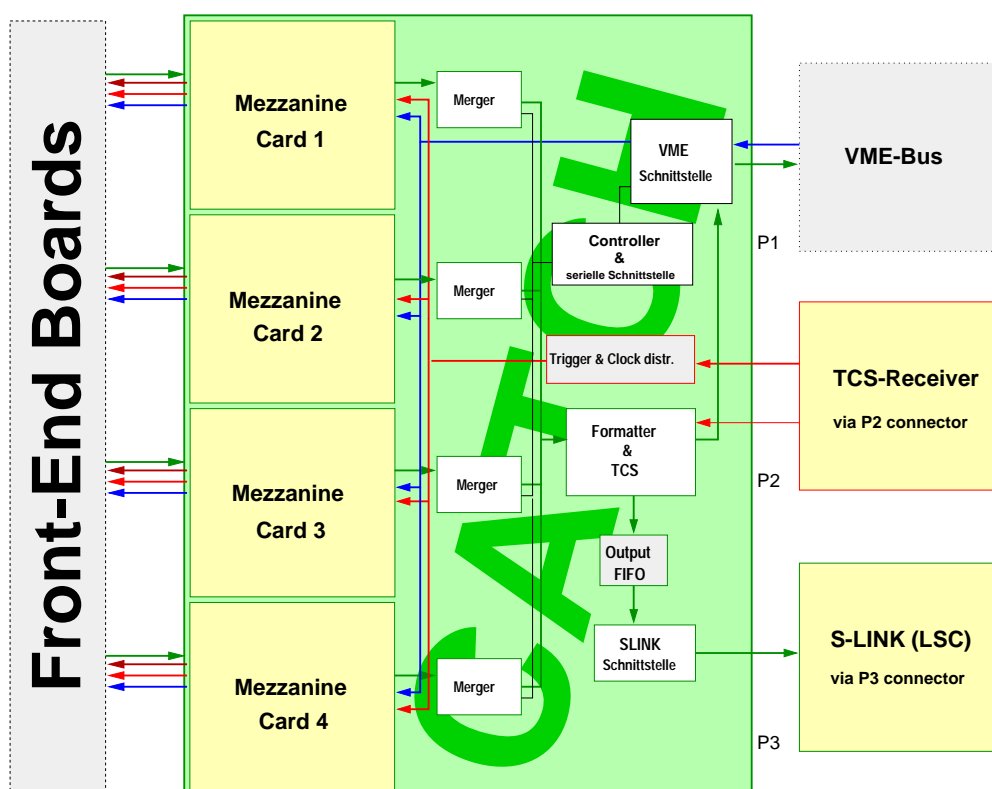 Front-End Boards
Mezzanine
Card 1
Mezzanine
Card 2
Mezzanine
Card 3
Mezzanine
Card 4
Merger
Merger
Merger
Merger
CATCH
VME
Schnittstelle
Controller
&
serielle Schnittstelle
Trigger & Clock distr.
Formatter
&
TCS
Output
FIFO
SLINK
Schnittstelle
P1
P2
P3
VME-Bus
TCS-Receiver
via P2 connector
S-LINK (LSC)
via P3 connector